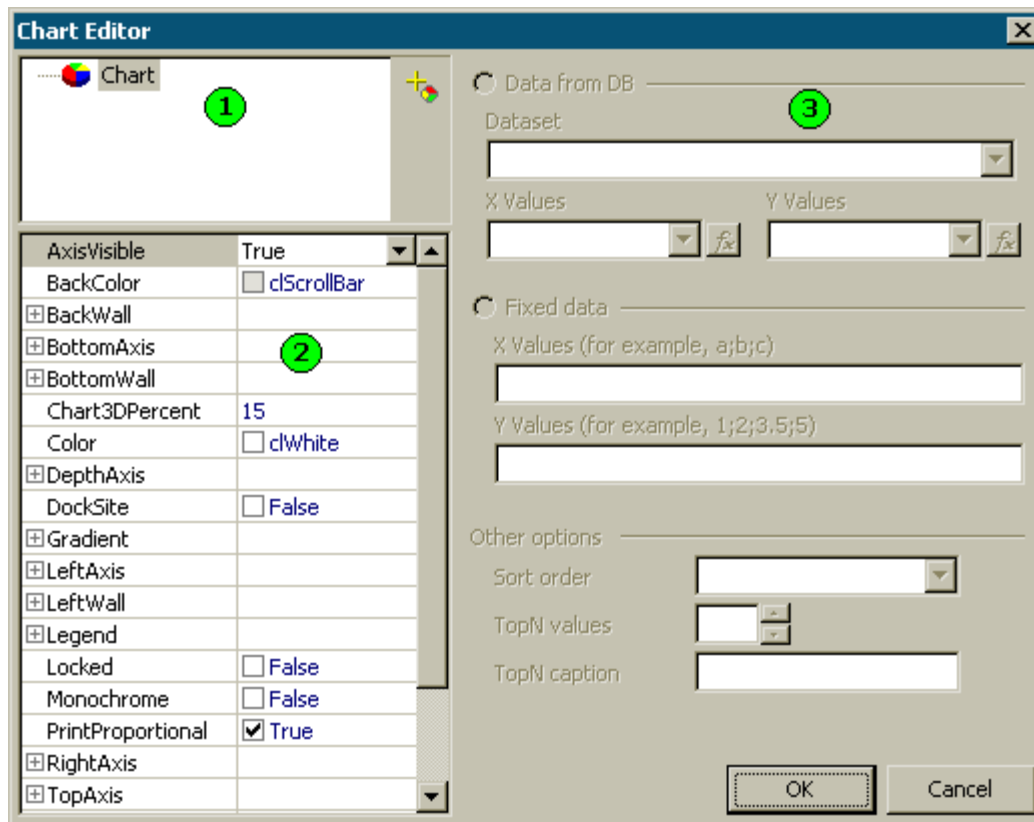 Chart Editor
Chart
1
AxisVisible True
BackColor clScrollBar
BackWall
BottomAxis
2
BottomWall
Chart3DPercent 15
Color clWhite
DepthAxis
DockSite False
Gradient
LeftAxis
LeftWall
Legend
Locked False
Monochrome False
PrintProportional True
RightAxis
TopAxis
Data from DB
3
Dataset
X Values Y Values
fx fx
Fixed data
X Values (for example, a;b;c)
Y Values (for example, 1;2;3.5;5)
Other options
Sort order
TopN values
TopN caption
OK Cancel